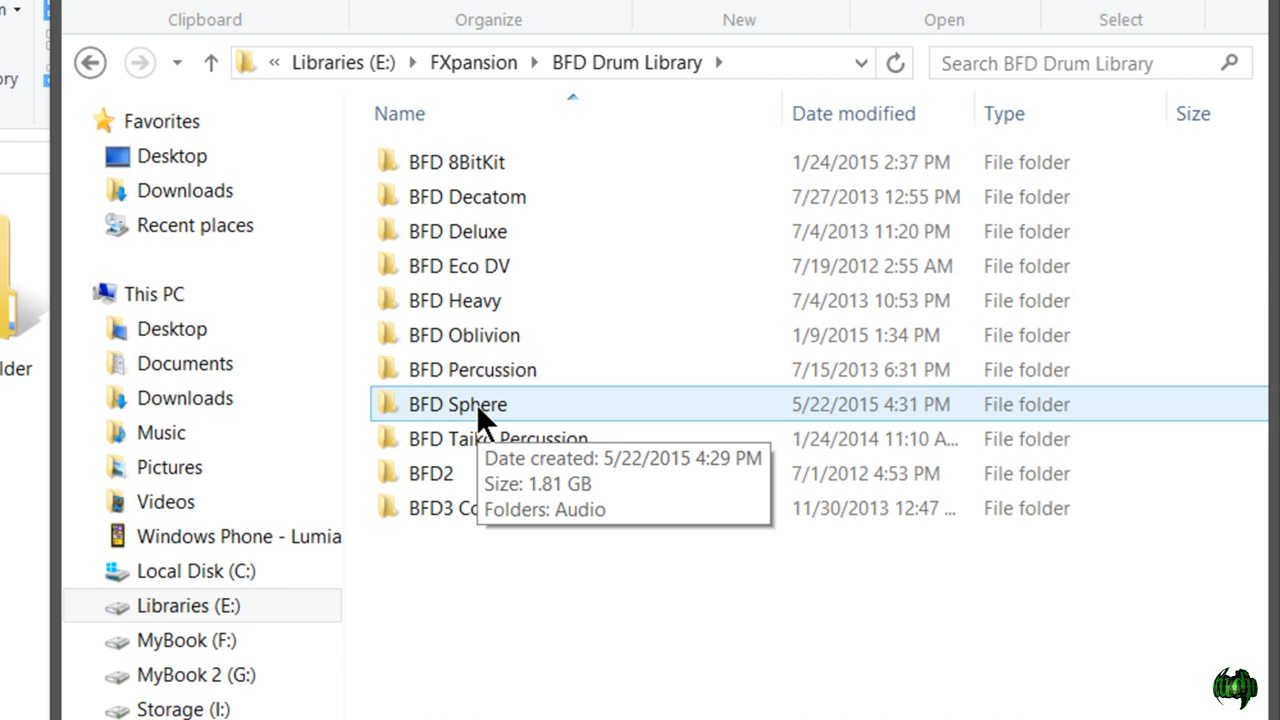 Clipboard
Organize
New
Open
Select
« Libraries (E:) FXpansion BFD Drum Library
Search BFD Drum Library
Name
Date modified
Type
Size
Favorites
Desktop
Downloads
Recent places
This PC
Desktop
Documents
Downloads
Music
Pictures
Videos
Windows Phone - Lumia
Local Disk (C:)
Libraries (E:)
MyBook (F:)
MyBook 2 (G:)
Storage (I:)
BFD 8BitKit 1/24/2015 2:37 PM File folder
BFD Decatom 7/27/2013 12:55 PM File folder
BFD Deluxe 7/4/2013 11:20 PM File folder
BFD Eco DV 7/19/2012 2:55 AM File folder
BFD Heavy 7/4/2013 10:53 PM File folder
BFD Oblivion 1/9/2015 1:34 PM File folder
BFD Percussion 7/15/2013 6:31 PM File folder
BFD Sphere 5/22/2015 4:31 PM File folder
BFD Taiko Percussion 1/24/2014 11:10 A... File folder
BFD2 7/1/2012 4:53 PM File folder
BFD3 Co 11/30/2013 12:47 ... File folder
Date created: 5/22/2015 4:29 PM
Size: 1.81 GB
Folders: Audio
lder
ory
n